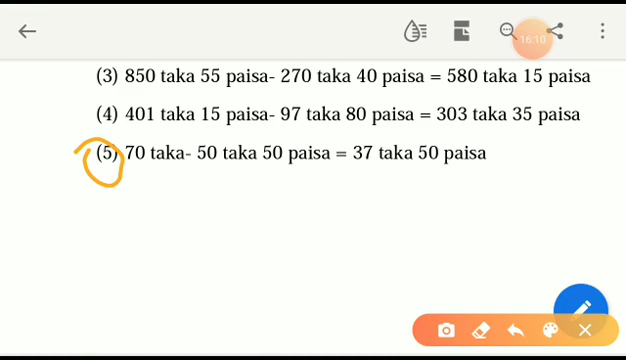 16:10
(3) 850 taka 55 paisa- 270 taka 40 paisa = 580 taka 15 paisa
(4) 401 taka 15 paisa- 97 taka 80 paisa = 303 taka 35 paisa
(5) 70 taka- 50 taka 50 paisa = 37 taka 50 paisa